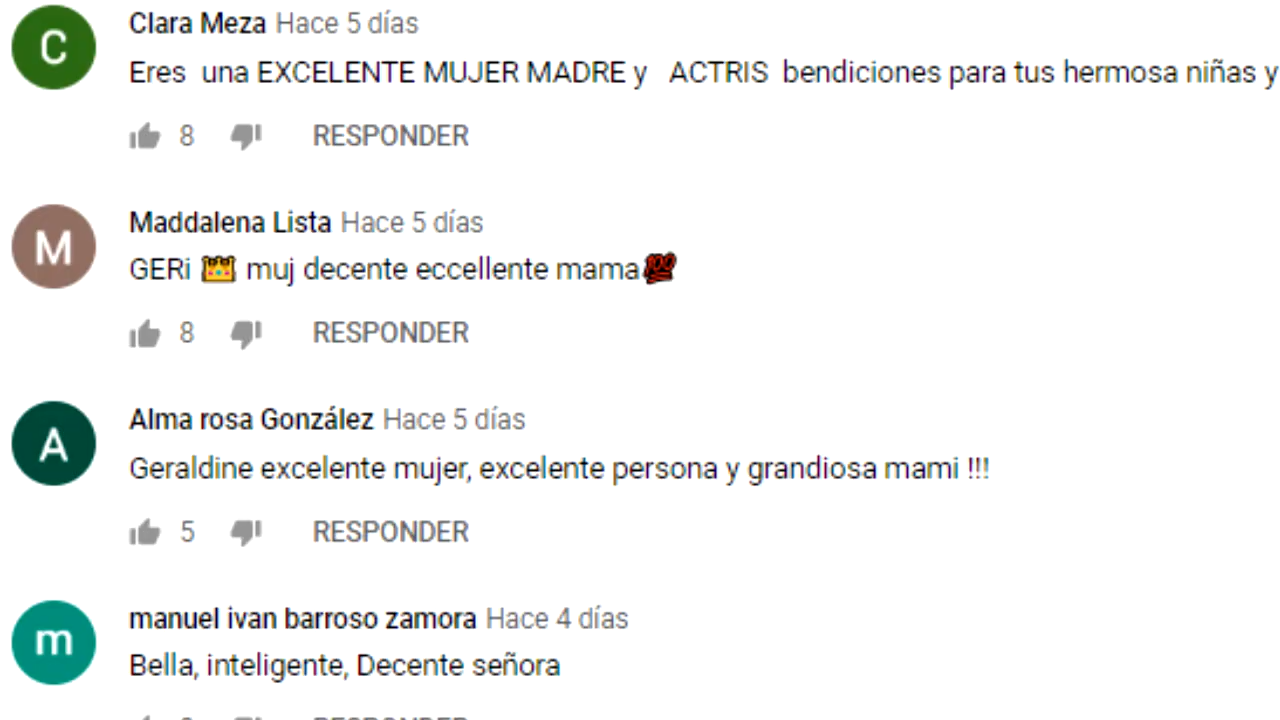 C
Clara Meza Hace 5 días
Eres una EXCELENTE MUJER MADRE y ACTRIS bendiciones para tus hermosa niñas y
8 RESPONDER
M
Maddalena Lista Hace 5 días
GERi 👑 muj decente eccellente mama💯
8 RESPONDER
A
Alma rosa González Hace 5 días
Geraldine excelente mujer, excelente persona y grandiosa mami !!!
5 RESPONDER
m
manuel ivan barroso zamora Hace 4 días
Bella, inteligente, Decente señora